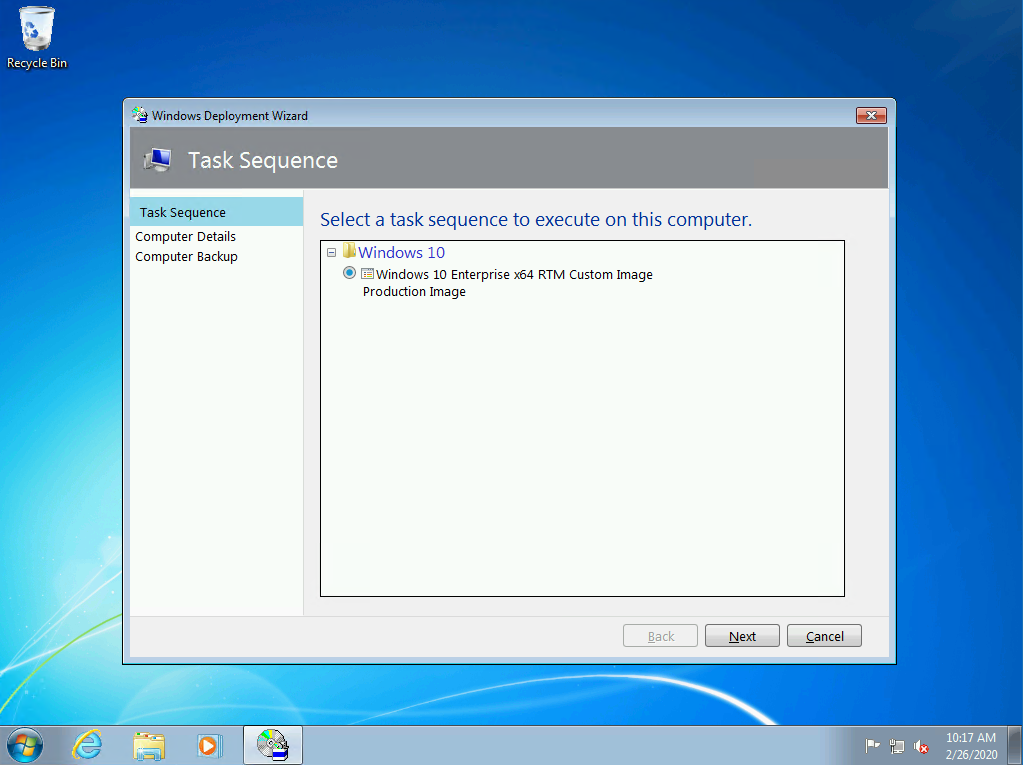 Recycle Bin
Windows Deployment Wizard
Task Sequence
Task Sequence
Computer Details
Computer Backup
Select a task sequence to execute on this computer.
Windows 10
Windows 10 Enterprise x64 RTM Custom Image
Production Image
Back
Next
Cancel
10:17 AM
2/26/2020